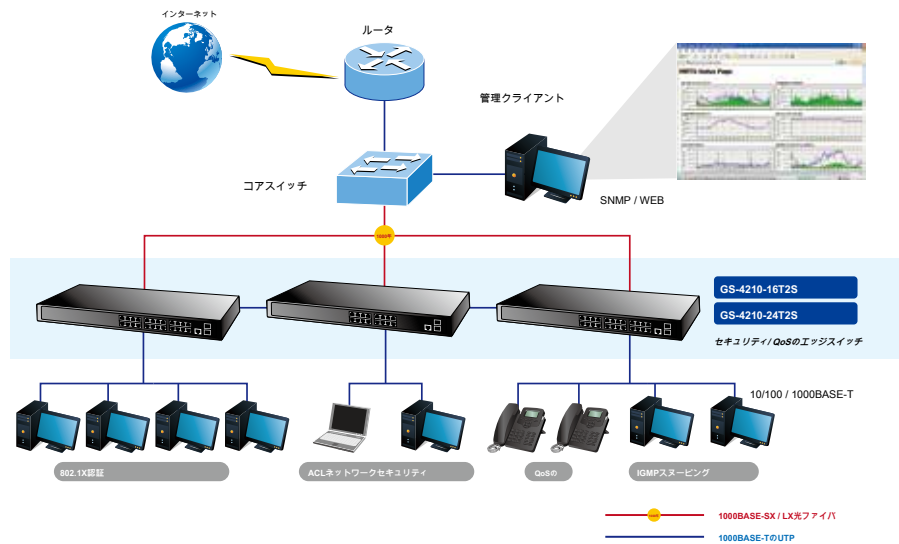 インターネット
ルータ
管理クライアント
コアスイッチ
SNMP / WEB
GS-4210-16T2S
GS-4210-24T2S
セキュリティ/ QoSのエッジスイッチ
10/100 / 1000BASE-T
802.1X認証
ACLネットワークセキュリティ
QoSの
IGMPスヌーピング
1000BASE-SX / LX光ファイバ
1000BASE-TのUTP